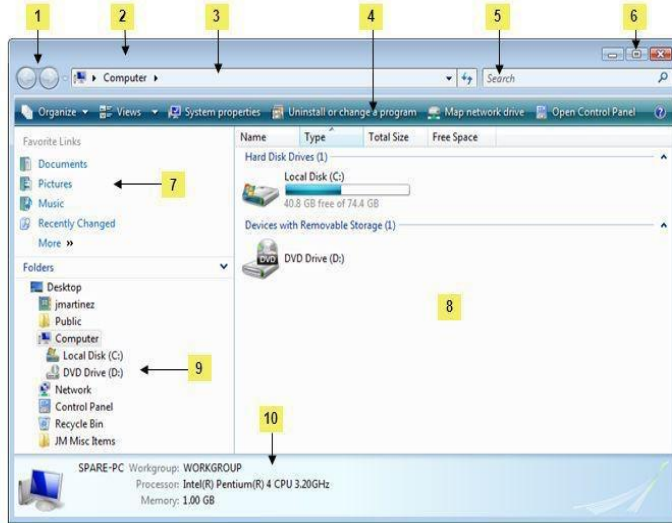 1 2 3 4 5 6
Computer
Search
Organize Views System properties Uninstall or change a program Map network drive Open Control Panel ?
Favorite Links
Documents
Pictures
Music
Recently Changed
More »
7
Folders
Desktop
jmartinez
Public
Computer
Local Disk (C:)
DVD Drive (D:)
Network
Control Panel
Recycle Bin
JM Misc Items
9
Name Type Total Size Free Space
Hard Disk Drives (1)
Local Disk (C:)
40.8 GB free of 74.4 GB
Devices with Removable Storage (1)
DVD
DVD Drive (D:)
8
10
SPARE-PC Workgroup: WORKGROUP
Processor: Intel(R) Pentium(R) 4 CPU 3.20GHz
Memory: 1.00 GB